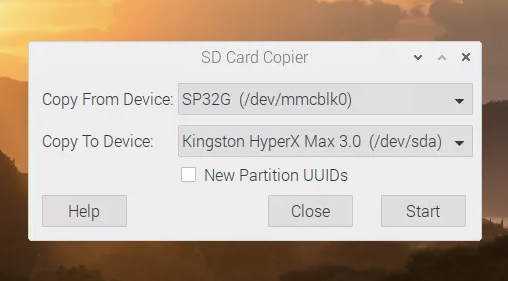 SD Card Copier
Copy From Device: SP32G (/dev/mmcblk0)
Copy To Device: Kingston HyperX Max 3.0 (/dev/sda)
New Partition UUIDs
Help Close Start